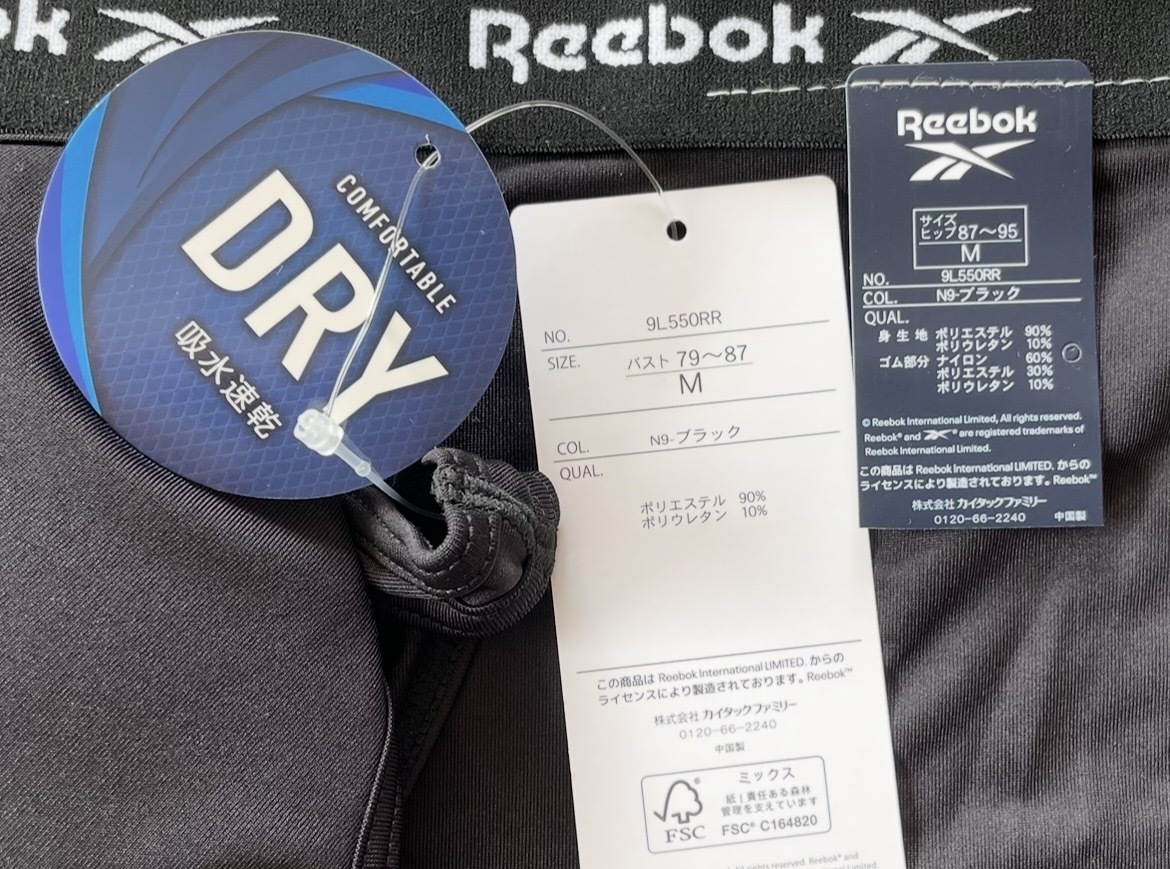 Reebok
COMFORTABLE
DRY
吸水速乾
NO. 9L550RR
SIZE. バスト 79〜87
M
COL. N9-ブラック
QUAL.
ポリエステル 90%
ポリウレタン 10%
この商品は Reebok International LIMITED. からの
ライセンスにより製造されております。Reebok™
株式会社 カイタックファミリー
0120-66-2240
中国製
ミックス
紙 | 責任ある森林
管理を支えています
FSC® C164820
FSC
All rights reserved. Reebok® and
Reebok
サイズ
ヒップ87〜95
M
NO. 9L550RR
COL. N9-ブラック
QUAL.
身生地 ポリエステル 90%
ポリウレタン 10%
ゴム部分 ナイロン 60%
ポリエステル 30%
ポリウレタン 10%
© Reebok International Limited, All rights reserved.
Reebok® and ® are registered trademarks of
Reebok International Limited.
この商品は Reebok International LIMITED. からの
ライセンスにより製造されております。Reebok™
株式会社 カイタックファミリー
0120-66-2240 中国製